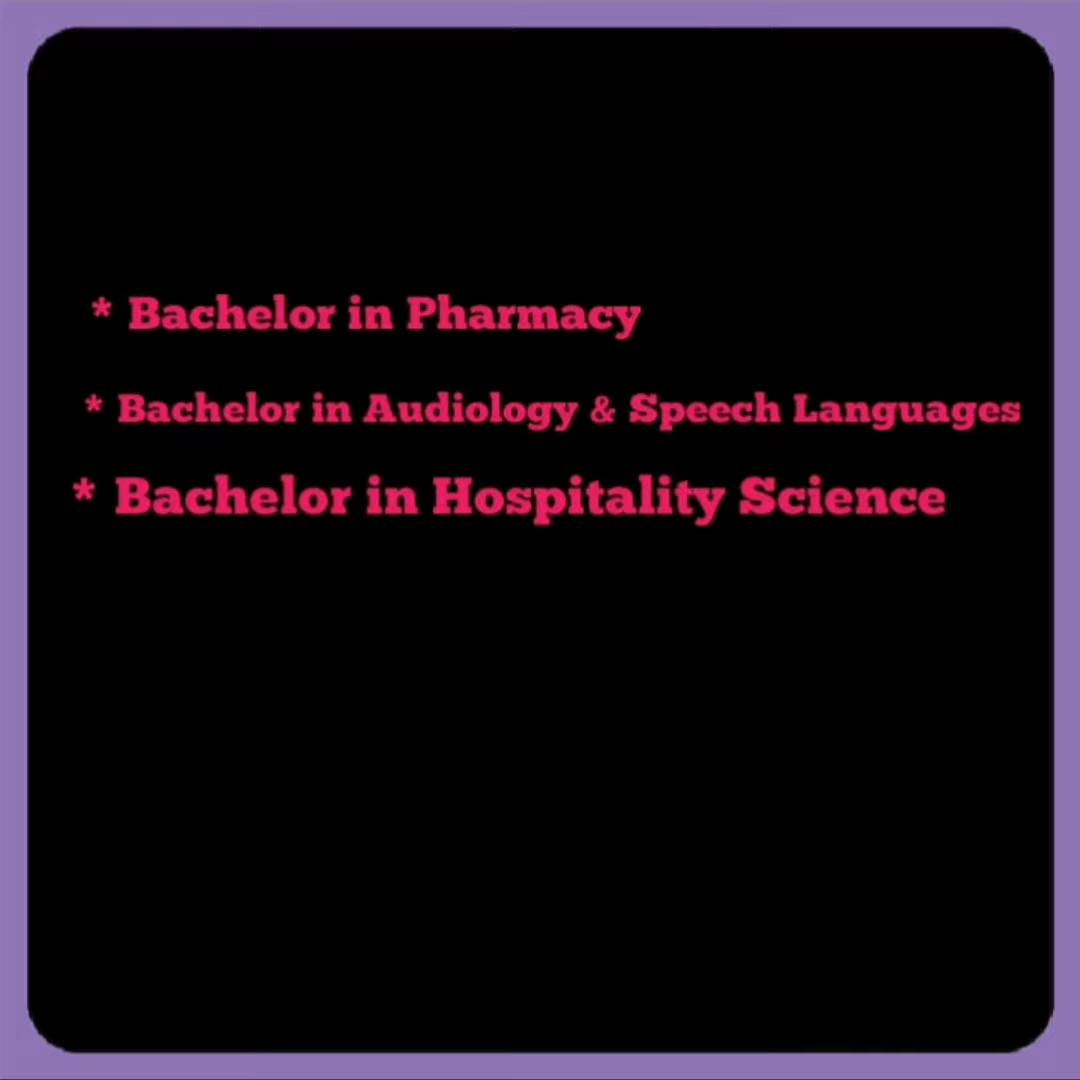 * Bachelor in Pharmacy
* Bachelor in Audiology & Speech Languages
* Bachelor in Hospitality Science